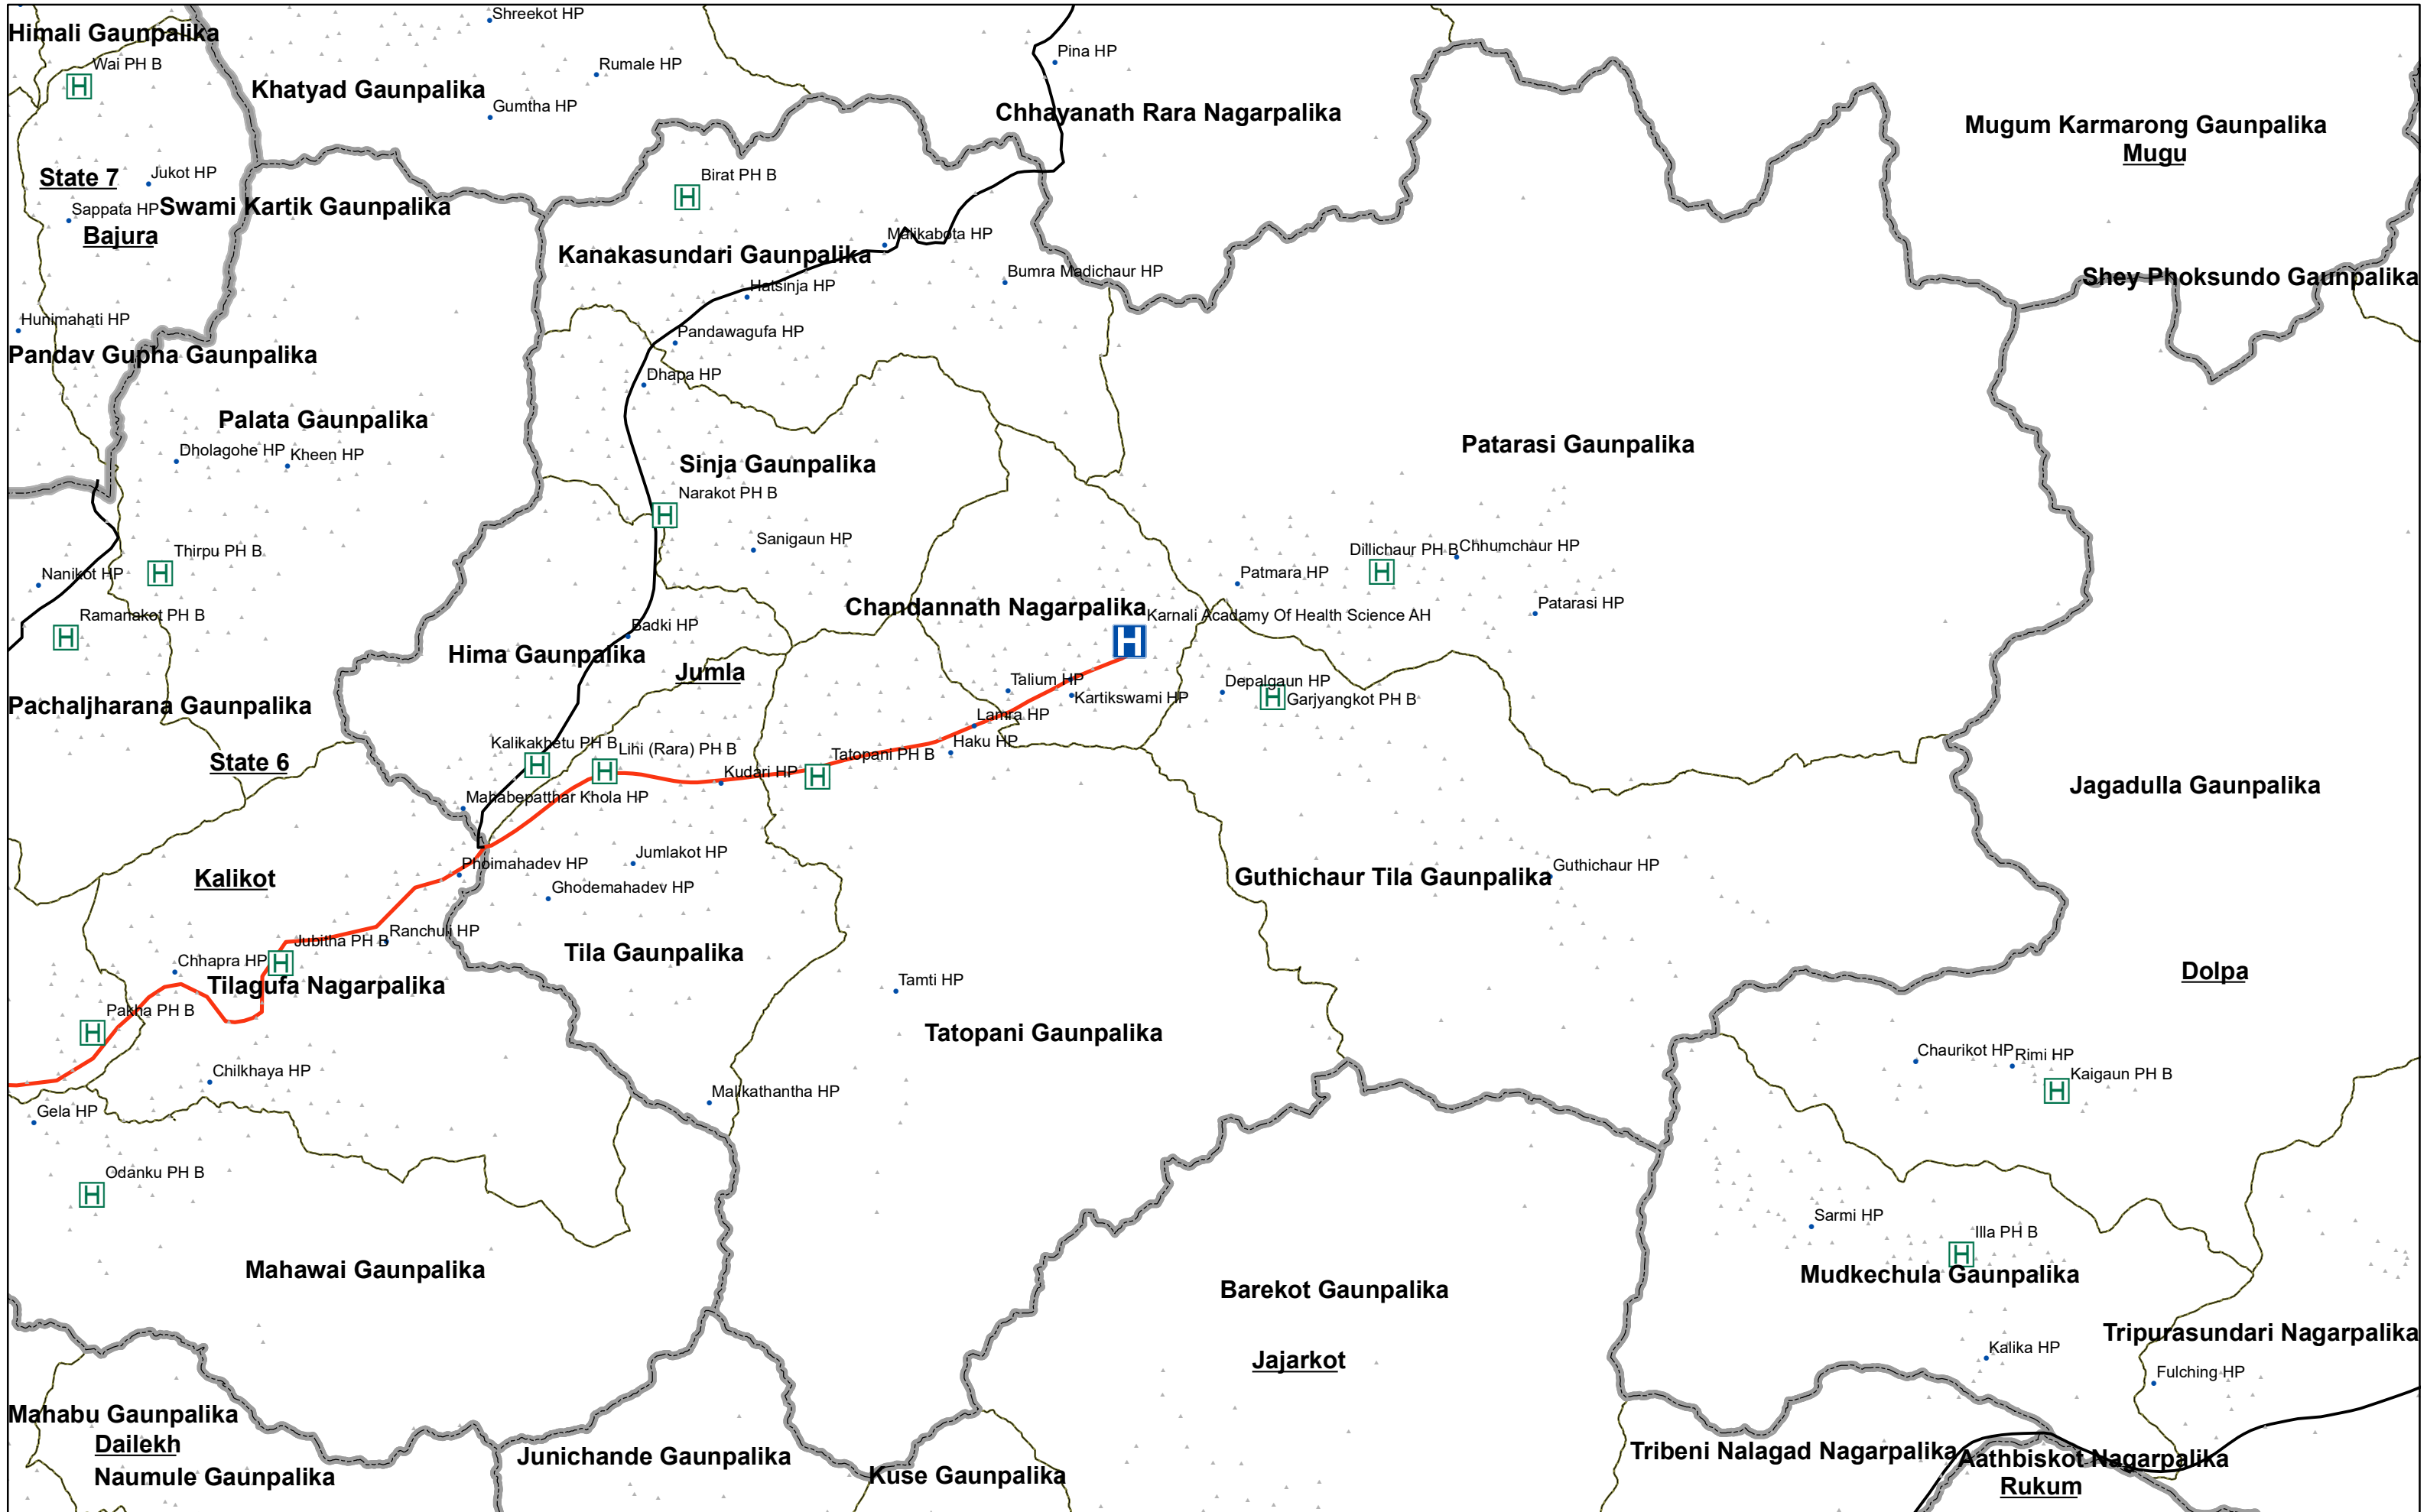 Shreekot HP
Himali Gaunpalika
Pina HP
Wai PH B
Rumale HP
Khatyad Gaunpalika
Gumtha HP
Chhayanath Rara Nagarpalika
Mugum Karmarong Gaunpalika
Mugu
State 7
Jukot HP
Birat PH B
Sappata HP
Swami Kartik Gaunpalika
Bajura
Malikabota HP
Kanakasundari Gaunpalika
Bumra Madichaur HP
Shey Phoksundo Gaunpalika
Hatsinja HP
Hunimahati HP
Pandawagufa HP
Pandav Gupha Gaunpalika
Dhapa HP
Palata Gaunpalika
Patarasi Gaunpalika
Dholagohe HP
Kheen HP
Sinja Gaunpalika
Narakot PH B
Sanigaun HP
Thirpu PH B
Dillichaur PH B
Chhumchaur HP
Nanikot HP
Patmara HP
Patarasi HP
Chandannath Nagarpalika
Karnali Acadamy Of Health Science AH
Ramanakot PH B
Badki HP
Hima Gaunpalika
Jumla
Talium HP
Depalgaun HP
Kartikswami HP
Garjyangkot PH B
Pachaljharana Gaunpalika
Lamra HP
Kalikakhetu PH B
Lihi (Rara) PH B
Haku HP
Tatopani PH B
State 6
Kudari HP
Jagadulla Gaunpalika
Mahabepatthar Khola HP
Jumlakot HP
Phoimahadev HP
Guthichaur HP
Kalikot
Guthichaur Tila Gaunpalika
Ghodemahadev HP
Ranchuli HP
Jubitha PH B
Tila Gaunpalika
Chhapra HP
Dolpa
Tilagufa Nagarpalika
Tamti HP
Pakha PH B
Tatopani Gaunpalika
Chaurikot HP
Rimi HP
Chilkhaya HP
Kaigaun PH B
Malikathantha HP
Gela HP
Odanku PH B
Sarmi HP
Illa PH B
Mahawai Gaunpalika
Mudkechula Gaunpalika
Barekot Gaunpalika
Tripurasundari Nagarpalika
Kalika HP
Jajarkot
Fulching HP
Mahabu Gaunpalika
Dailekh
Junichande Gaunpalika
Tribeni Nalagad Nagarpalika
Aathbiskot Nagarpalika
Naumule Gaunpalika
Kuse Gaunpalika
Rukum